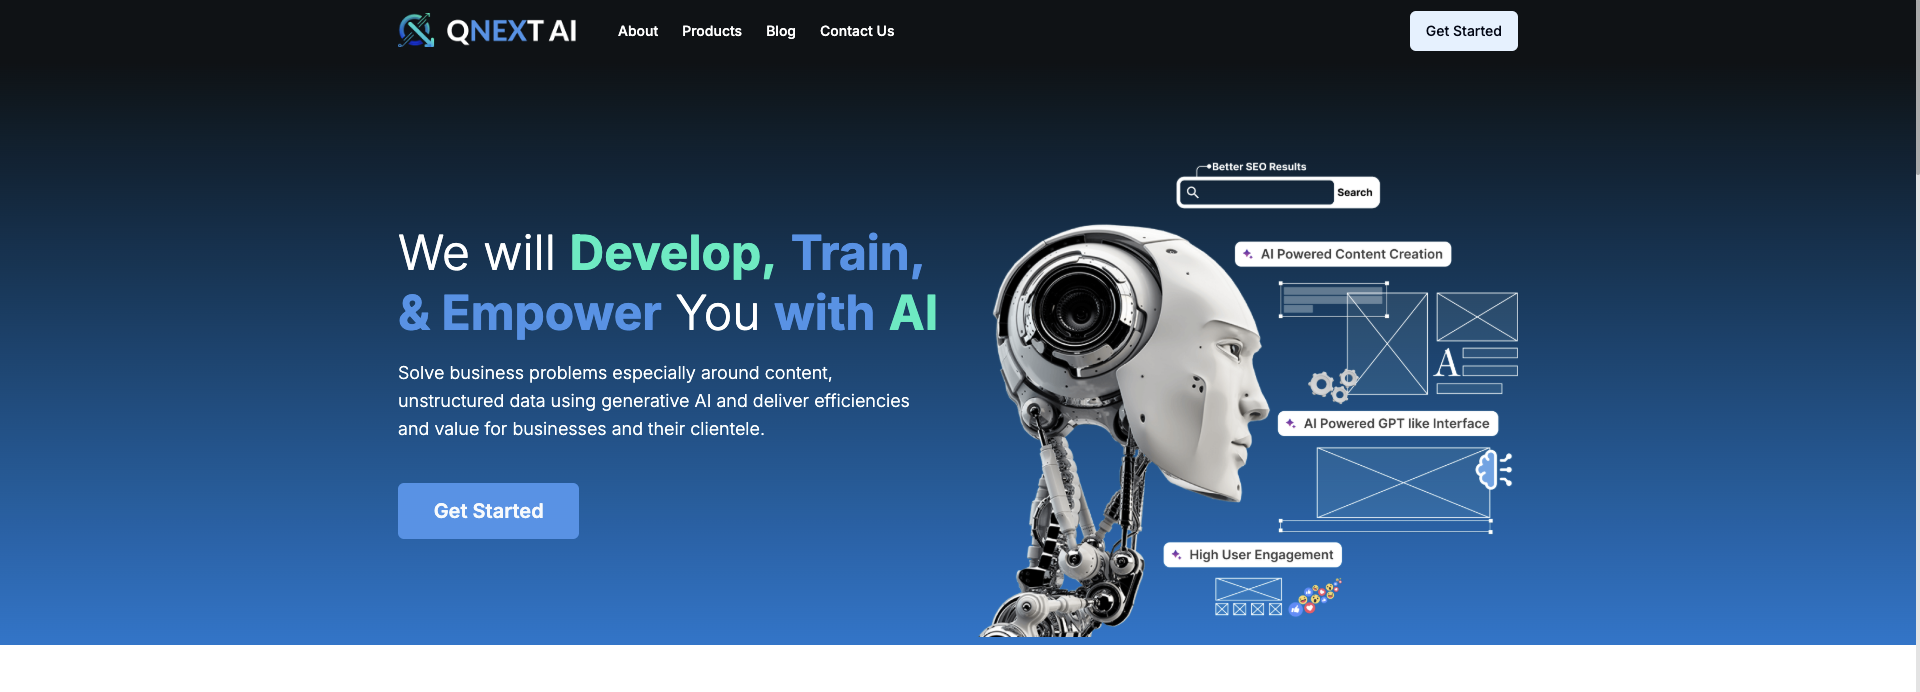 QNEXT AI
About
Products
Blog
Contact Us
Get Started
We will Develop, Train,
& Empower You with AI
Solve business problems especially around content,
unstructured data using generative AI and deliver efficiencies
and value for businesses and their clientele.
Get Started
Better SEO Results
Search
AI Powered Content Creation
A
AI Powered GPT like Interface
High User Engagement